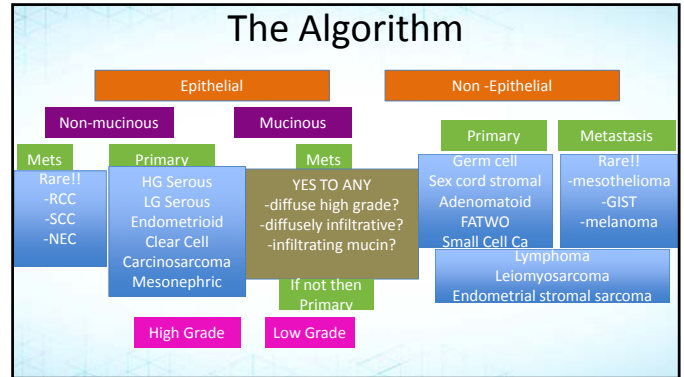 The Algorithm
Epithelial
Non -Epithelial
Non-mucinous
Mucinous
Primary
Metastasis
Mets
Primary
Mets
Rare!!
-RCC
-SCC
-NEC
HG Serous
LG Serous
Endometrioid
Clear Cell
Carcinosarcoma
Mesonephric
YES TO ANY
-diffuse high grade?
-diffusely infiltrative?
-infiltrating mucin?
If not then
Primary
Germ cell
Sex cord stromal
Adenomatoid
FATWO
Small Cell Ca
Rare!!
-mesothelioma
-GIST
-melanoma
Lymphoma
Leiomyosarcoma
Endometrial stromal sarcoma
High Grade
Low Grade